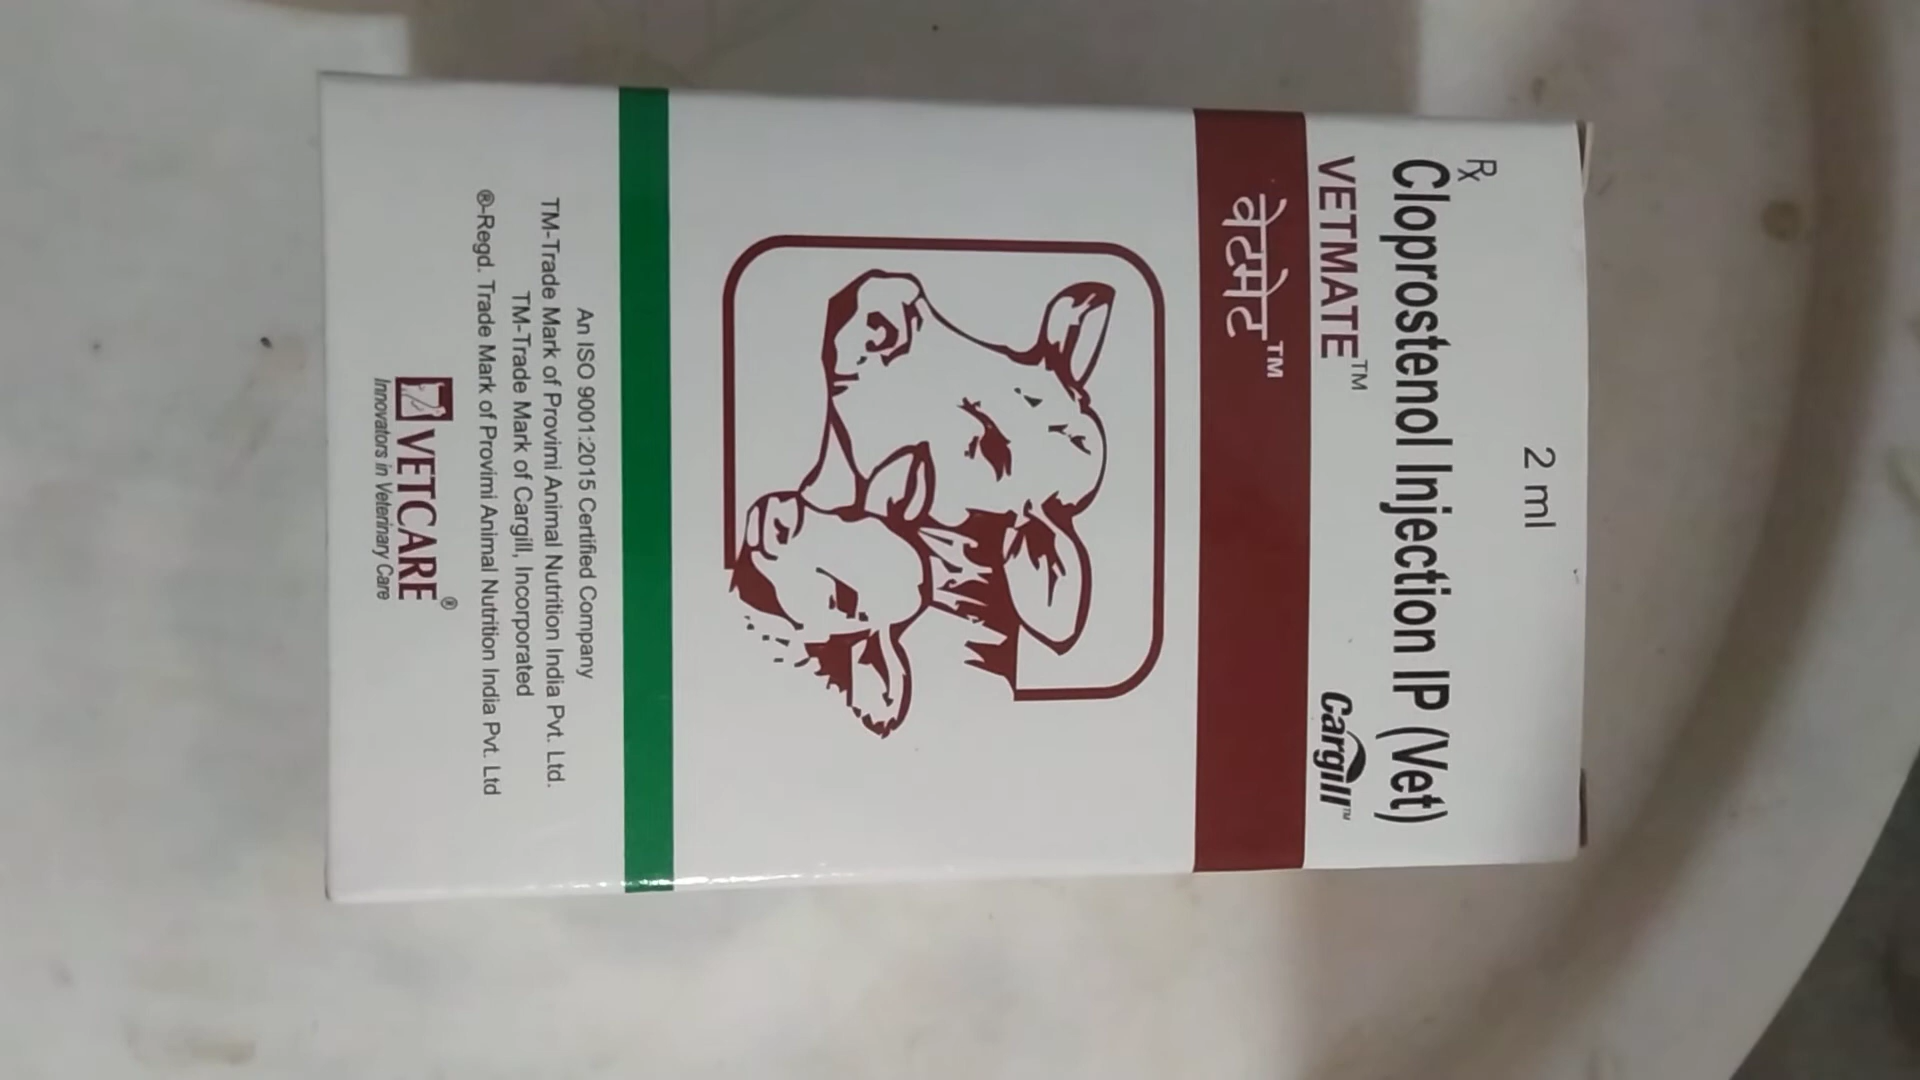 2 ml
Rx
Cloprostenol Injection IP (Vet)
VETMATE™ Cargill™
वेटमेट™
An ISO 9001:2015 Certified Company
TM-Trade Mark of Provimi Animal Nutrition India Pvt. Ltd.
TM-Trade Mark of Cargill, Incorporated
®-Regd. Trade Mark of Provimi Animal Nutrition India Pvt. Ltd
VETCARE®
Innovators in Veterinary Care